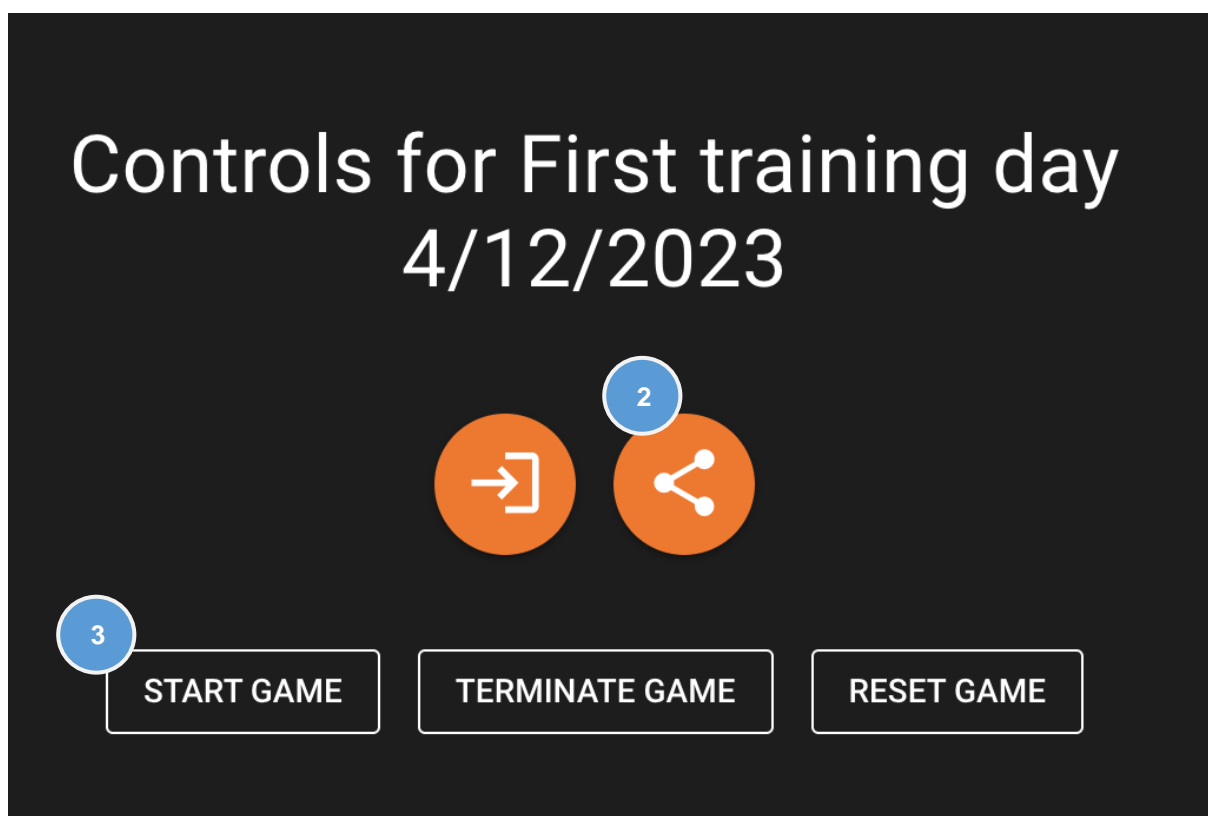 Controls for First training day
4/12/2023
2
3
START GAME
TERMINATE GAME
RESET GAME